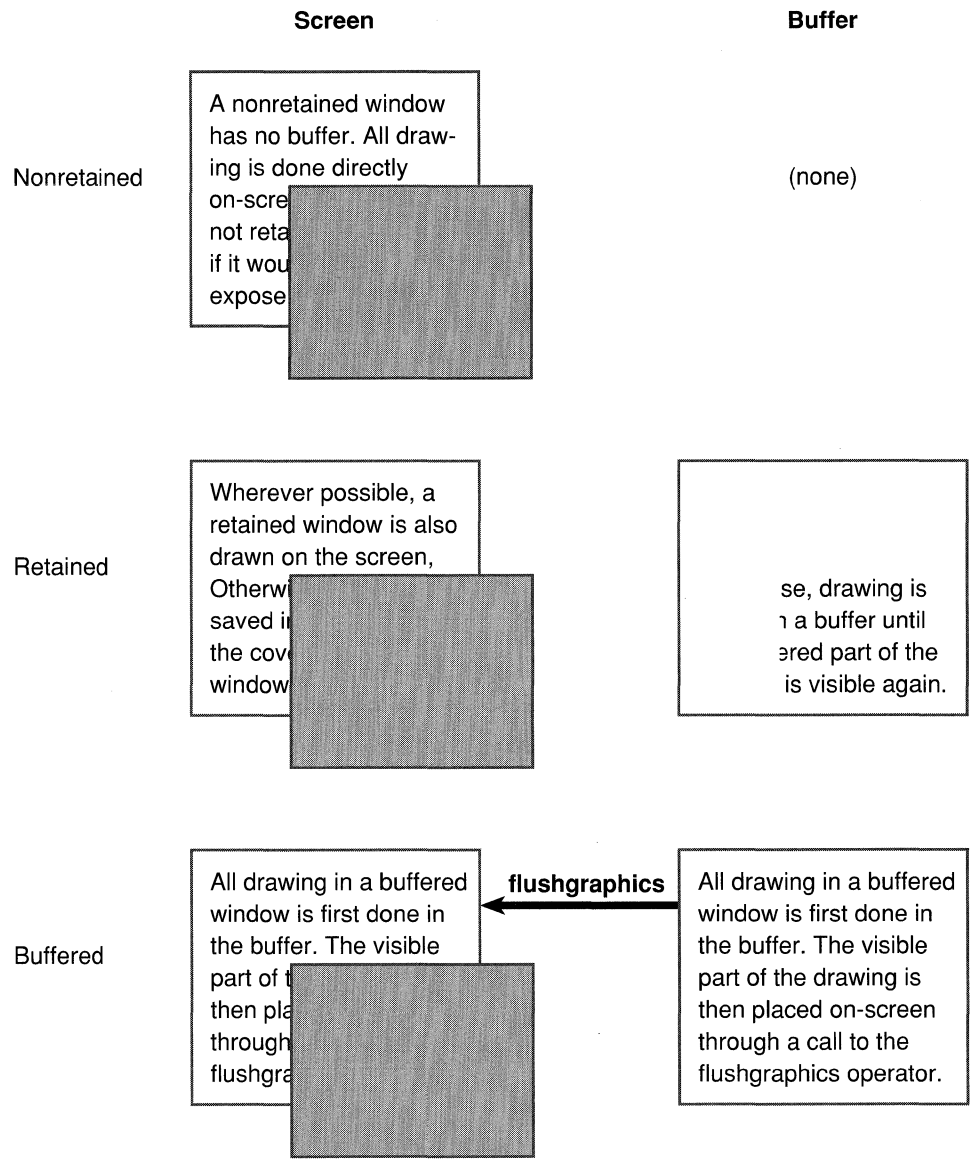 Screen Buffer
A nonretained window
has no buffer. All draw-
ing is done directly
Nonretained
(none)
on-scre
not reta
if it wou
expose
Wherever possible, a
retained window is also
drawn on the screen,
Retained
Otherwi
saved in
the cove
window
se, drawing is
a buffer until
ered part of the
is visible again.
All drawing in a buffered
window is first done in
the buffer. The visible
Buffered
part of t
then pla
through
flushgra
flushgraphics
All drawing in a buffered
window is first done in
the buffer. The visible
part of the drawing is
then placed on-screen
through a call to the
flushgraphics operator.